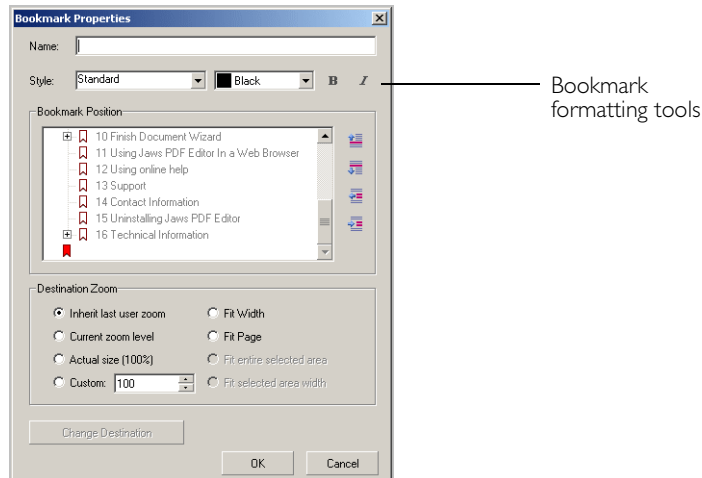 Bookmark Properties
Name:
Style: Standard Black B I
Bookmark
formatting tools
Bookmark Position
10 Finish Document Wizard
11 Using Jaws PDF Editor In a Web Browser
12 Using online help
13 Support
14 Contact Information
15 Uninstalling Jaws PDF Editor
16 Technical Information
Destination Zoom
Inherit last user zoom Fit Width
Current zoom level Fit Page
Actual size (100%) Fit entire selected area
Custom: 100 Fit selected area width
Change Destination
OK Cancel